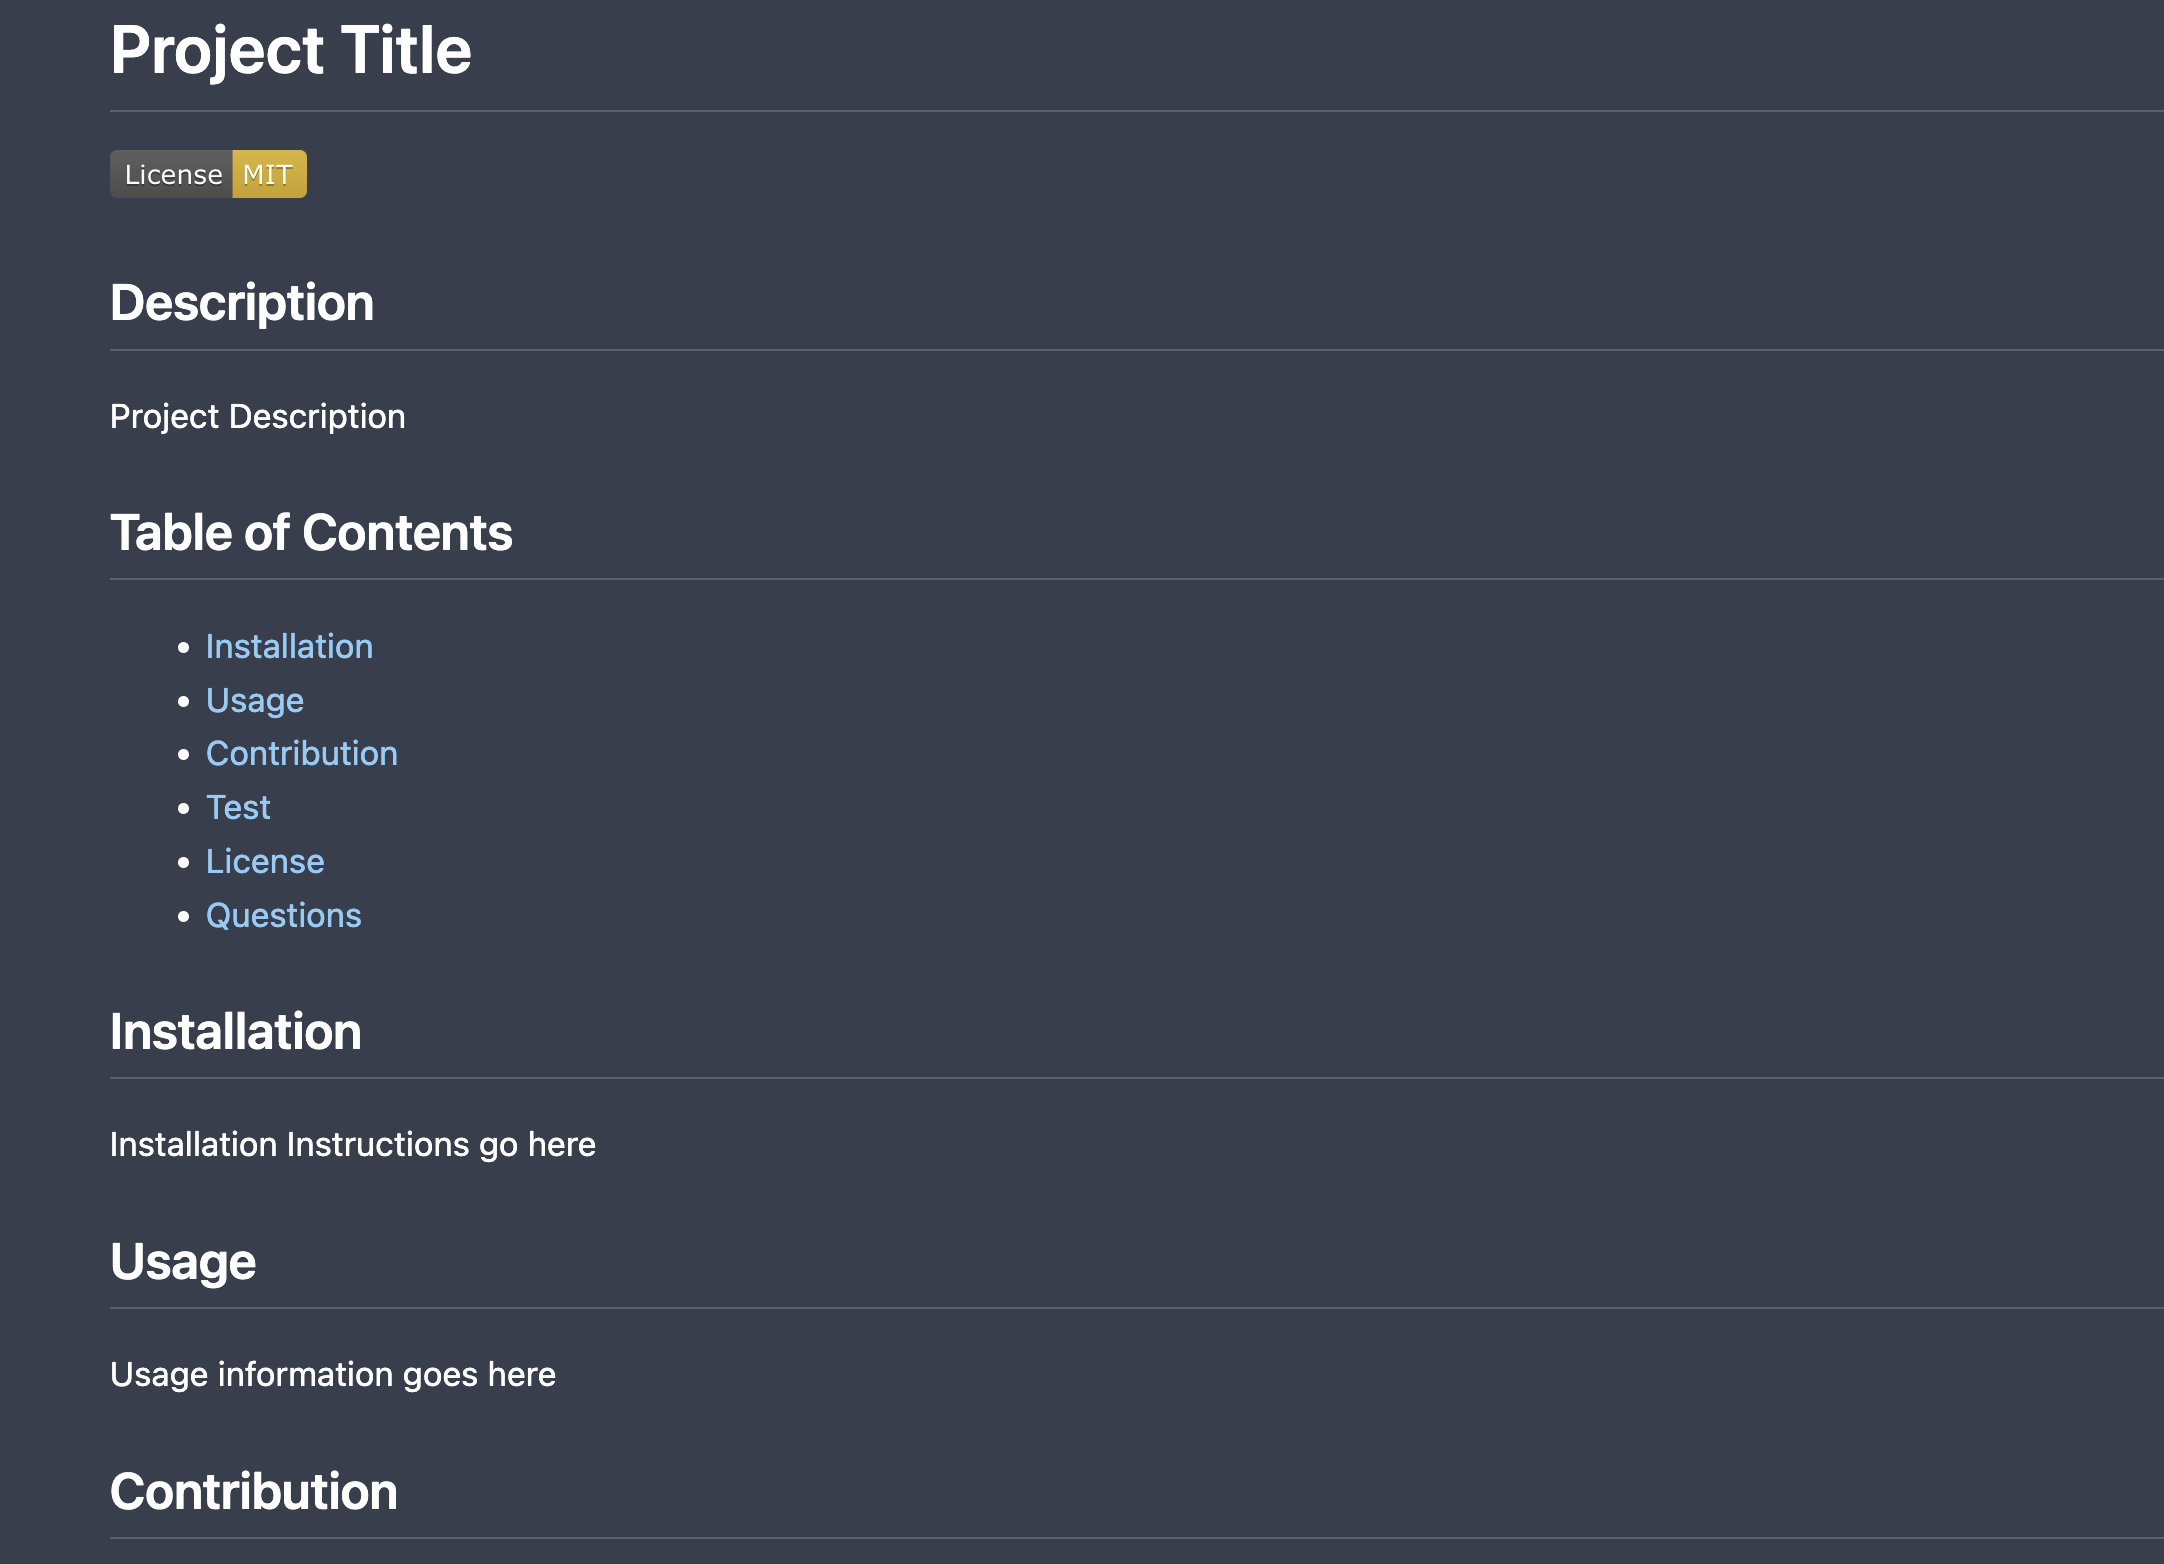 Project Title
License MIT
Description
Project Description
Table of Contents
Installation
Usage
Contribution
Test
License
Questions
Installation
Installation Instructions go here
Usage
Usage information goes here
Contribution